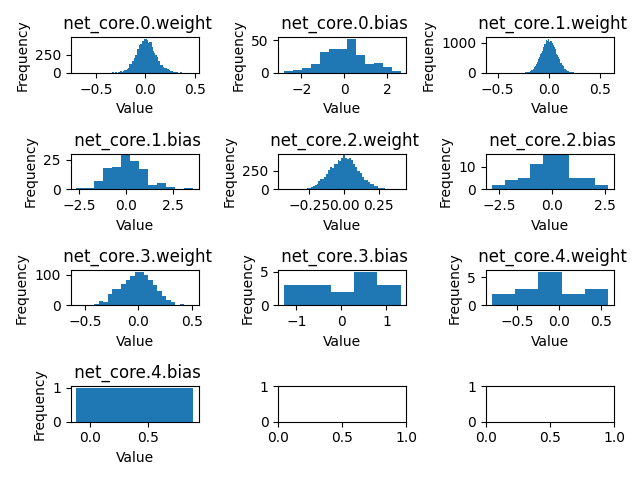 net_core.0.weight
net_core.0.bias
net_core.1.weight
Frequency
250
0
−0.5 0.0 0.5
Value
Frequency
50
0
−2 0 2
Value
Frequency
1000
0
−0.5 0.0 0.5
Value
net_core.1.bias
net_core.2.weight
net_core.2.bias
Frequency
25
0
−2.5 0.0 2.5
Value
Frequency
250
0
−0.25 0.00 0.25
Value
Frequency
10
0
−2.5 0.0 2.5
Value
net_core.3.weight
net_core.3.bias
net_core.4.weight
Frequency
100
0
−0.5 0.0 0.5
Value
Frequency
5
0
−1 0 1
Value
Frequency
5
0
−0.5 0.0 0.5
Value
net_core.4.bias
Frequency
1
0
0.0 0.5
Value
1
0
0.0 0.5 1.0
1
0
0.0 0.5 1.0